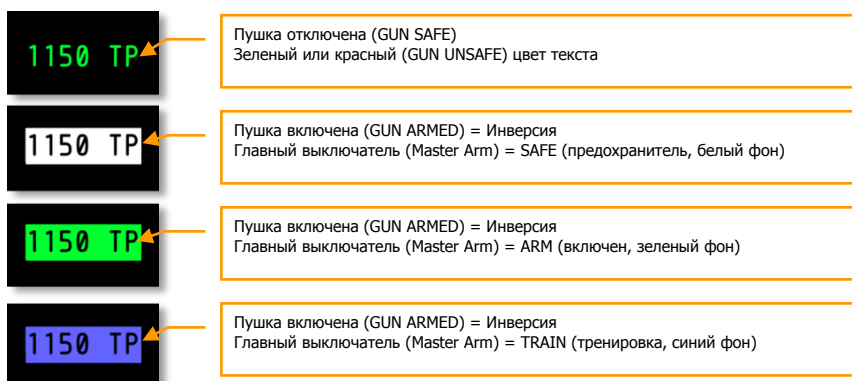 1150 TP
Пушка отключена (GUN SAFE)
Зеленый или красный (GUN UNSAFE) цвет текста
1150 TP
Пушка включена (GUN ARMED) = Инверсия
Главный выключатель (Master Arm) = SAFE (предохранитель, белый фон)
1150 TP
Пушка включена (GUN ARMED) = Инверсия
Главный выключатель (Master Arm) = ARM (включен, зеленый фон)
1150 TP
Пушка включена (GUN ARMED) = Инверсия
Главный выключатель (Master Arm) = TRAIN (тренировка, синий фон)